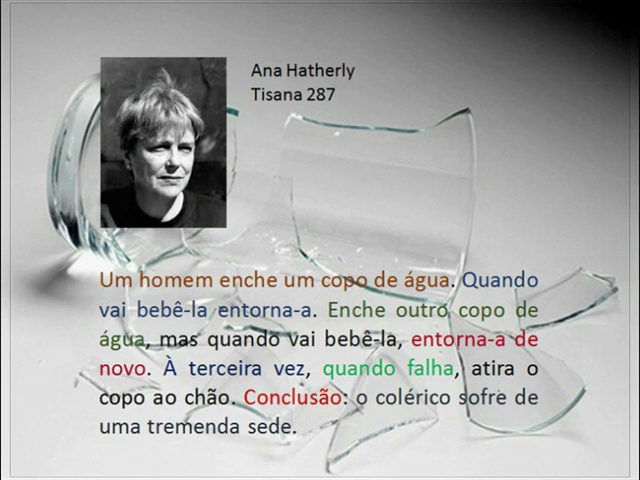 Ana Hatherly
Tisana 287
Um homem enche um copo de água. Quando
vai bebê-la entorna-a. Enche outro copo de
água, mas quando vai bebê-la, entorna-a de
novo. À terceira vez, quando falha, atira o
copo ao chão. Conclusão: o colérico sofre de
uma tremenda sede.